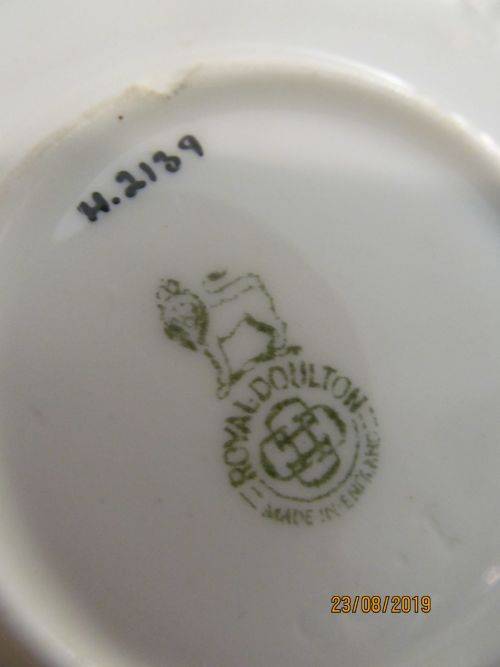 H.2139
ROYAL·DOULTON
MADE IN ENGLAND
23/08/2019